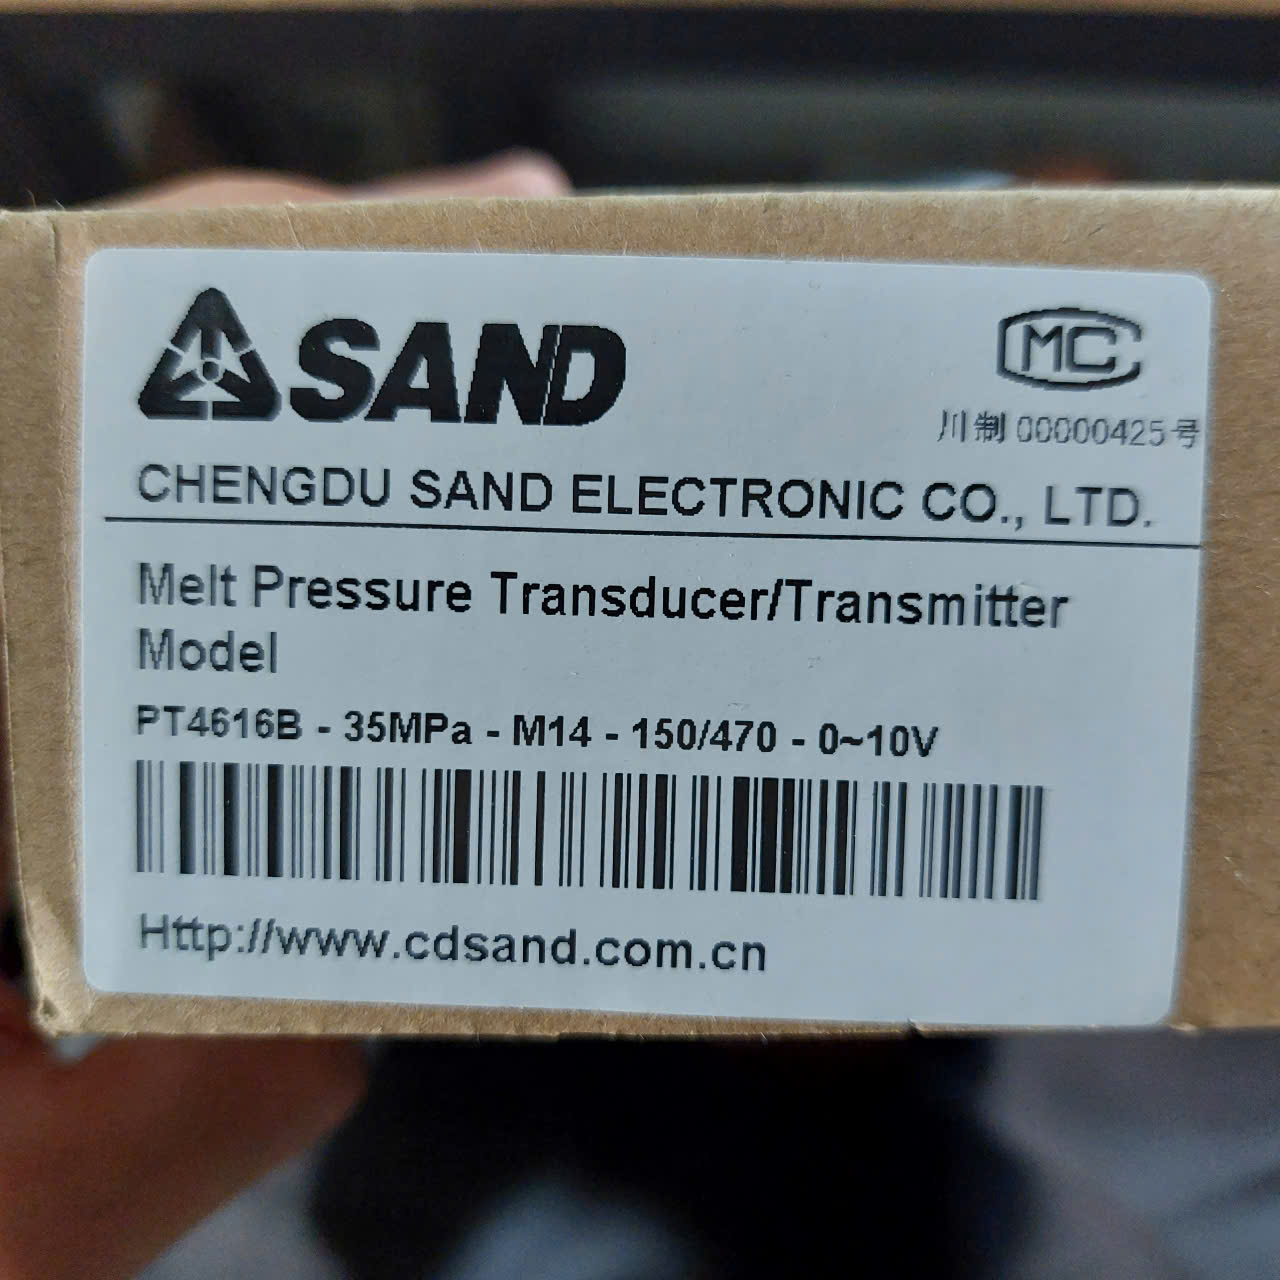 SAND
MC
川制00000425号
CHENGDU SAND ELECTRONIC CO., LTD.
Melt Pressure Transducer/Transmitter
Model
PT4616B - 35MPa - M14 - 150/470 - 0~10V
Http://www.cdsand.com.cn